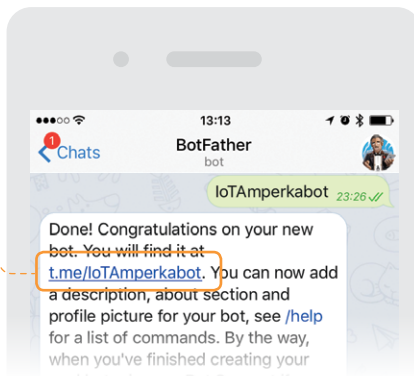 13:13
1
Chats
BotFather
bot
IoTAmperkabot 23:26
Done! Congratulations on your new
bot. You will find it at
t.me/IoTAmperkabot. You can now add
a description, about section and
profile picture for your bot, see /help
for a list of commands. By the way,
when you've finished creating your